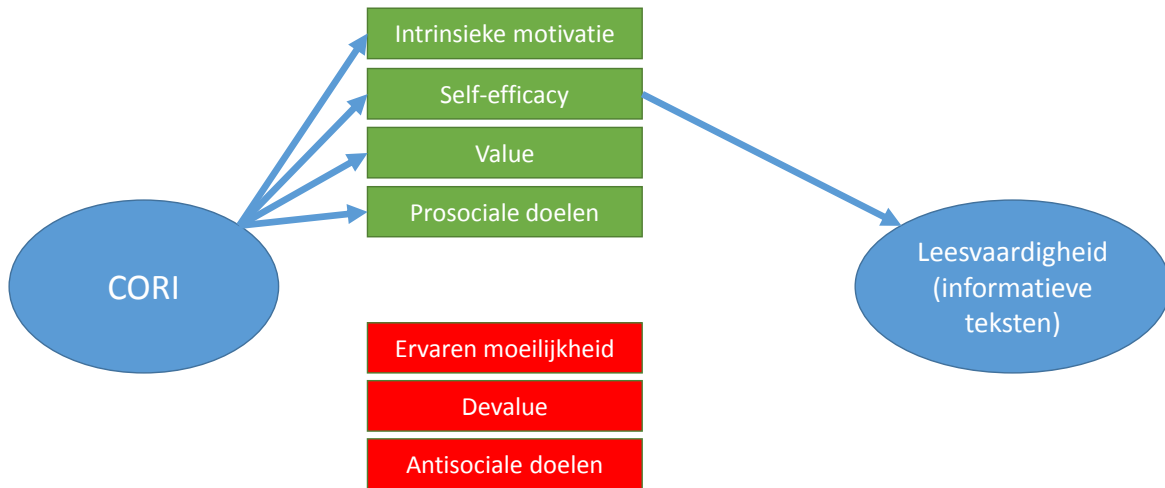 Intrinsieke motivatie
Self-efficacy
Value
Prosociale doelen
CORI
Leesvaardigheid
(informatieve
teksten)
Ervaren moeilijkheid
Devalue
Antisociale doelen